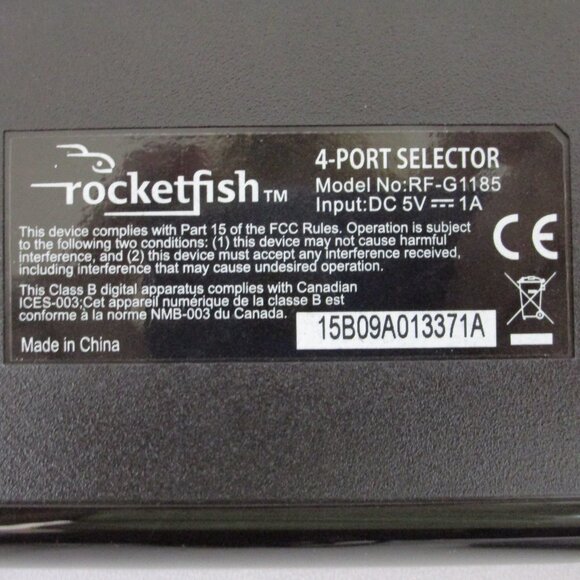 rocketfish™
4-PORT SELECTOR
Model No:RF-G1185
Input:DC 5V⎓1A
This device complies with Part 15 of the FCC Rules. Operation is subject
to the following two conditions: (1) this device may not cause harmful
interference, and (2) this device must accept any interference received,
including interference that may cause undesired operation.
This Class B digital apparatus complies with Canadian
ICES-003;Cet appareil numérique de la classe B est
conforme à la norme NMB-003 du Canada.
CE
15B09A013371A
Made in China